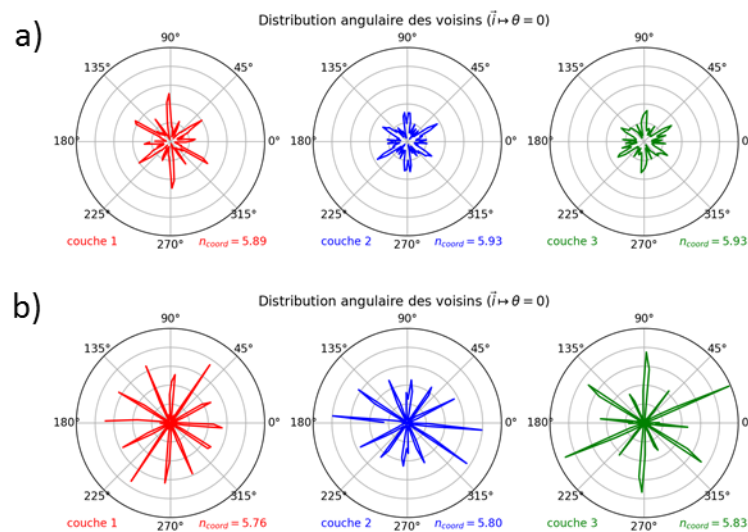 a)
Distribution angulaire des voisins (i⃗ ↦ θ = 0)
90° 90° 90°
135° 45° 135° 45° 135° 45°
180° 0° 180° 0° 180° 0
225° 315° 225° 315° 225° 315°
270° 270° 270°
couche 1 n_coord = 5.89 couche 2 n_coord = 5.93 couche 3 n_coord = 5.93
b)
Distribution angulaire des voisins (i⃗ ↦ θ = 0)
90° 90° 90°
135° 45° 135° 45° 135° 45°
180° 0° 180° 0° 180° 0
225° 315° 225° 315° 225° 315°
270° 270° 270°
couche 1 n_coord = 5.76 couche 2 n_coord = 5.80 couche 3 n_coord = 5.83